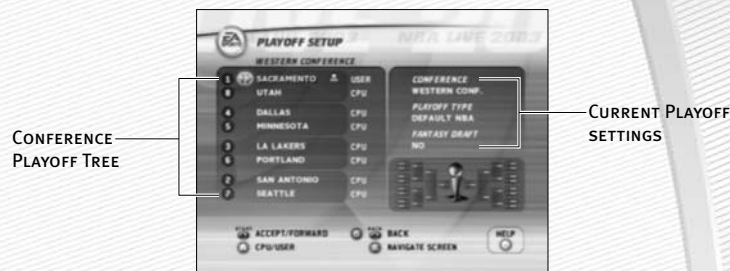 EA
PLAYOFF SETUP
NBA LIVE 2003
WESTERN CONFERENCE
1 SACRAMENTO USER
8 UTAH CPU
4 DALLAS CPU
5 MINNESOTA CPU
3 LA LAKERS CPU
6 PORTLAND CPU
2 SAN ANTONIO CPU
7 SEATTLE CPU
CONFERENCE
WESTERN CONF.
PLAYOFF TYPE
DEFAULT NBA
FANTASY DRAFT
NO
START ACCEPT/FORWARD
BACK BACK
CPU/USER
NAVIGATE SCREEN
HELP
CONFERENCE
PLAYOFF TREE
CURRENT PLAYOFF
SETTINGS